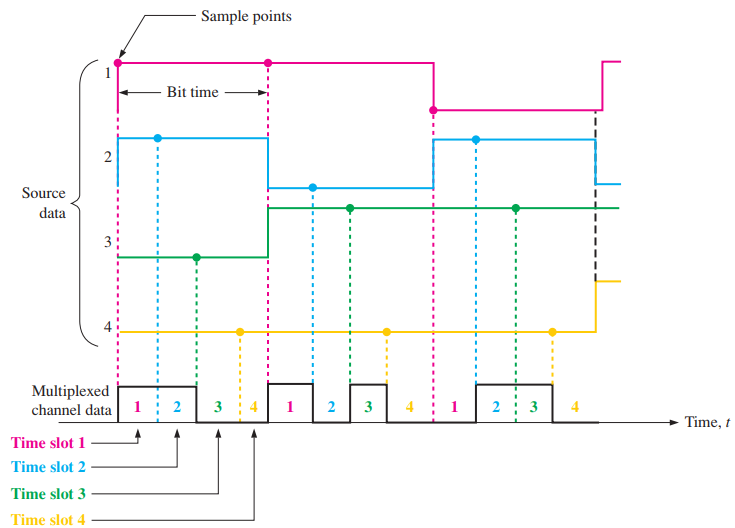 Sample points
1
Bit time
2
Source
data
3
4
Multiplexed
channel data
1 2 3 4 1 2 3 4 1 2 3 4
Time, t
Time slot 1
Time slot 2
Time slot 3
Time slot 4